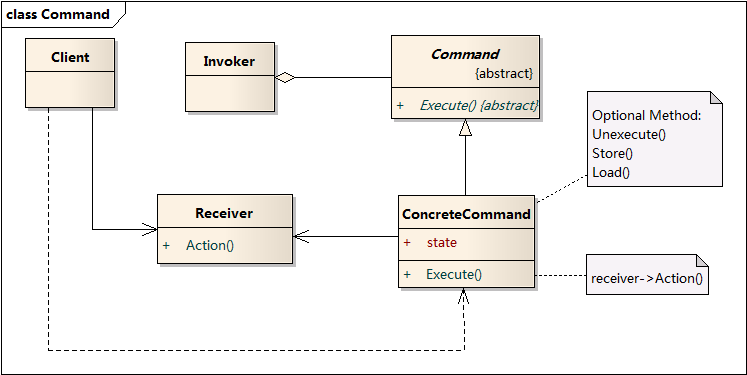 class Command
Client
Invoker
Command
{abstract}
+ Execute() {abstract}
Optional Method:
Unexecute()
Store()
Load()
Receiver
+ Action()
ConcreteCommand
+ state
+ Execute()
receiver->Action()